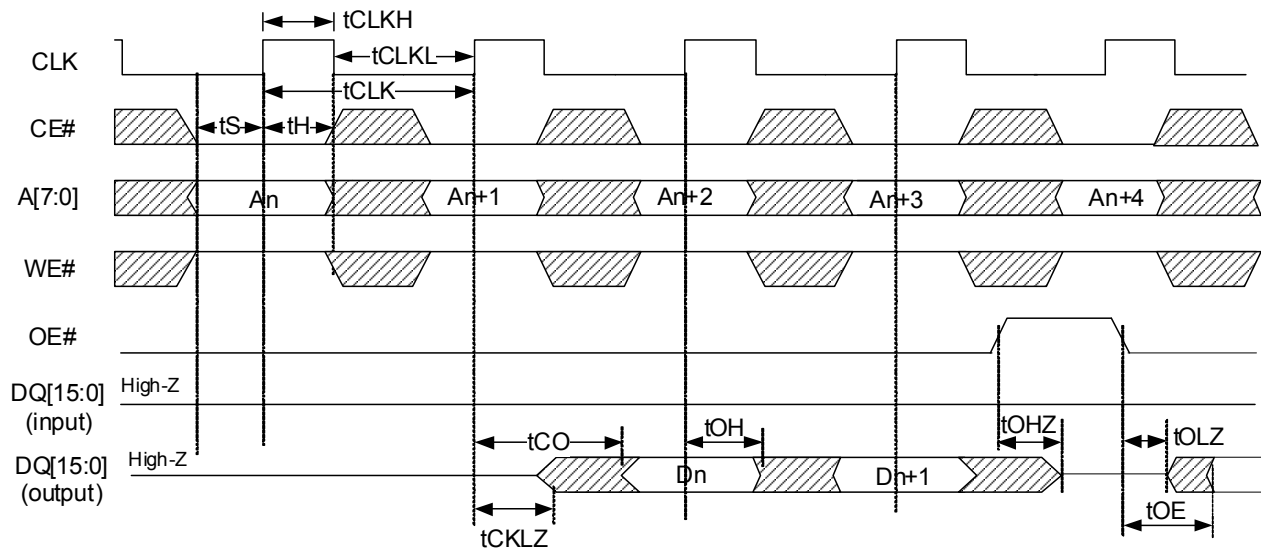 tCLKH
CLK
tCLKL
tCLK
CE#
tS
tH
A[7:0]
An
An+1
An+2
An+3
An+4
WE#
OE#
DQ[15:0]
(input)
High-Z
tCO
tOH
tOHZ
tOLZ
DQ[15:0]
(output)
High-Z
Dn
Dn+1
tOE
tCKLZ